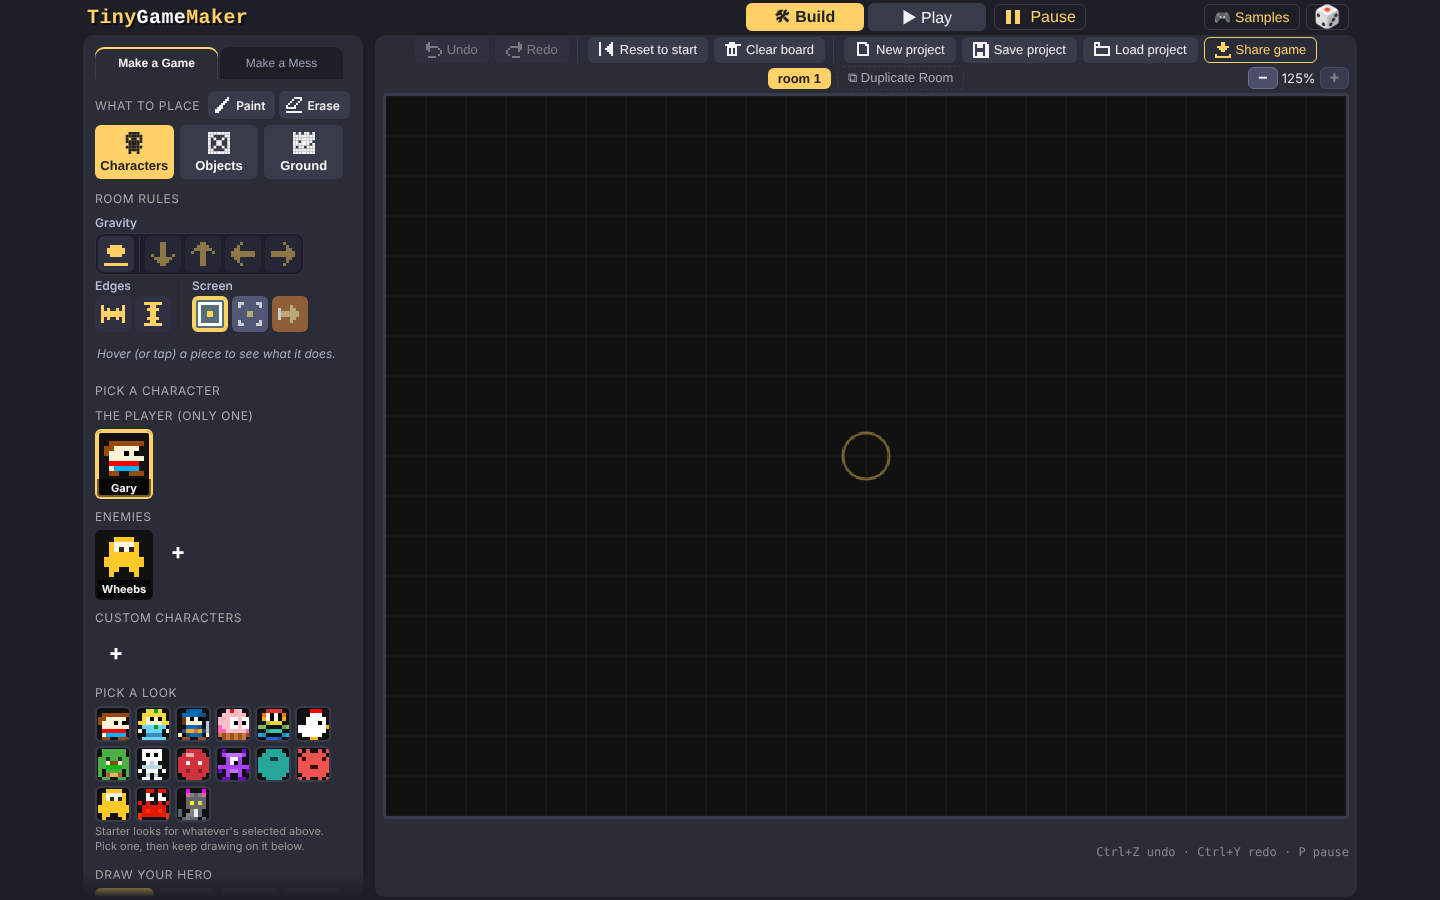 TinyGameMaker
🛠 Build
▶ Play
Pause
🎮 Samples
Make a Game
Make a Mess
Undo
Redo
Reset to start
Clear board
New project
Save project
Load project
Share game
room 1
⧉ Duplicate Room
− 125% +
WHAT TO PLACE
Paint
Erase
Characters
Objects
Ground
ROOM RULES
Gravity
Edges
Screen
Hover (or tap) a piece to see what it does.
PICK A CHARACTER
THE PLAYER (ONLY ONE)
Gary
ENEMIES
Wheebs
+
CUSTOM CHARACTERS
+
PICK A LOOK
Starter looks for whatever's selected above.
Pick one, then keep drawing on it below.
DRAW YOUR HERO
Ctrl+Z undo · Ctrl+Y redo · P pause